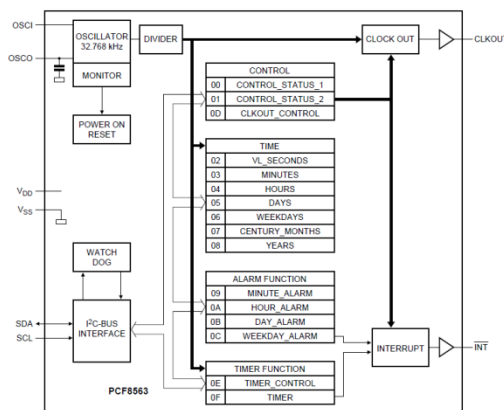 OSCI
OSCO
OSCILLATOR
32.768 kHz
MONITOR
DIVIDER
CLOCK OUT
CLKOUT
POWER ON
RESET
CONTROL
00 CONTROL_STATUS_1
01 CONTROL_STATUS_2
0D CLKOUT_CONTROL
TIME
02 VL_SECONDS
03 MINUTES
04 HOURS
05 DAYS
06 WEEKDAYS
07 CENTURY_MONTHS
08 YEARS
VDD
VSS
WATCH
DOG
I²C-BUS
INTERFACE
SDA
SCL
ALARM FUNCTION
09 MINUTE_ALARM
0A HOUR_ALARM
0B DAY_ALARM
0C WEEKDAY_ALARM
INTERRUPT
INT
TIMER FUNCTION
0E TIMER_CONTROL
0F TIMER
PCF8563